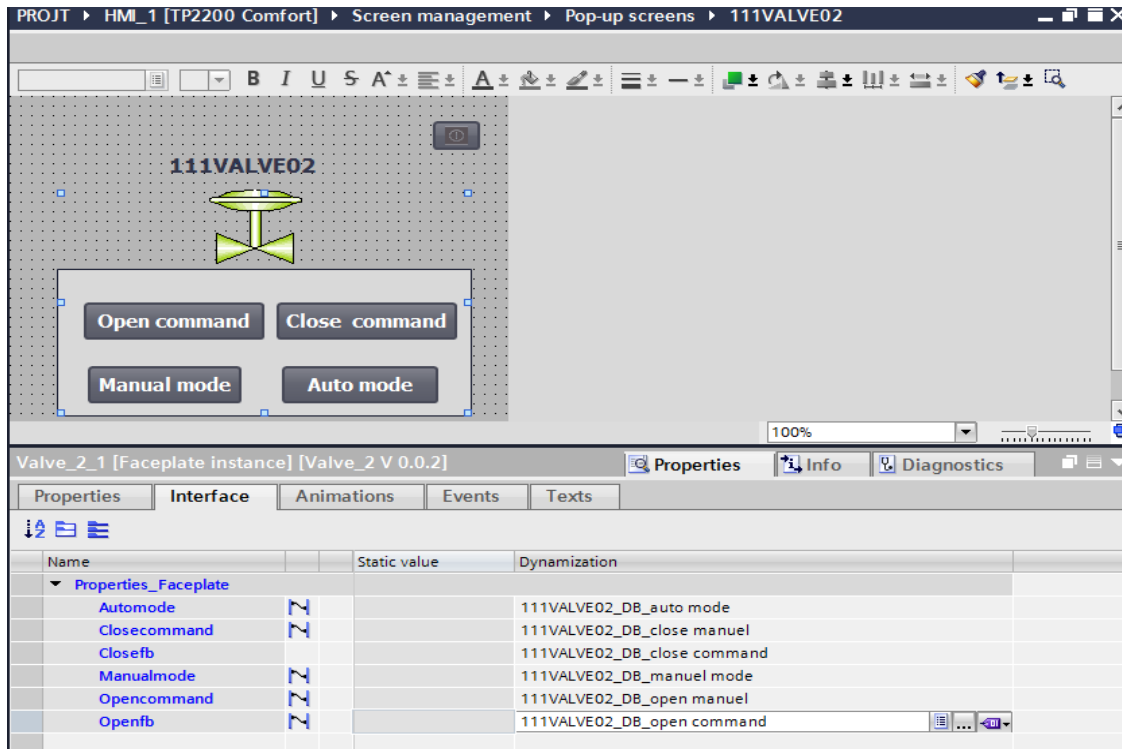 PROJT ▸ HMI_1 [TP2200 Comfort] ▸ Screen management ▸ Pop-up screens ▸ 111VALVE02
B I U S A A
111VALVE02
Open command Close  command
Manual mode Auto mode
100%
Valve_2_1 [Faceplate instance] [Valve_2 V 0.0.2] Properties Info Diagnostics
Properties Interface Animations Events Texts
Name Static value Dynamization
Properties_Faceplate
Automode 111VALVE02_DB_auto mode
Closecommand 111VALVE02_DB_close manuel
Closefb 111VALVE02_DB_close command
Manualmode 111VALVE02_DB_manuel mode
Opencommand 111VALVE02_DB_open manuel
Openfb 111VALVE02_DB_open command ...